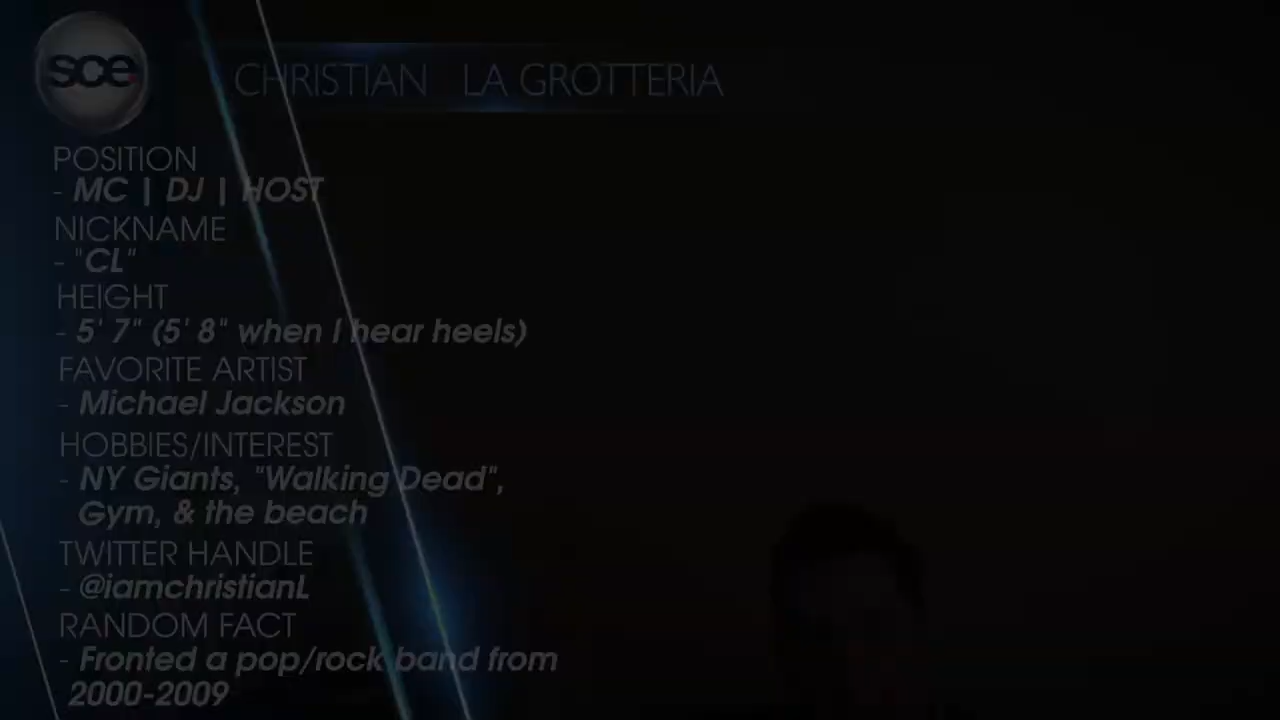 sce.
CHRISTIAN LA GROTTERIA
POSITION
- MC | DJ | HOST
NICKNAME
- "CL"
HEIGHT
- 5' 7" (5' 8" when I hear heels)
FAVORITE ARTIST
- Michael Jackson
HOBBIES/INTEREST
- NY Giants, "Walking Dead",
Gym, & the beach
TWITTER HANDLE
- @iamchristianL
RANDOM FACT
- Fronted a pop/rock band from
2000-2009